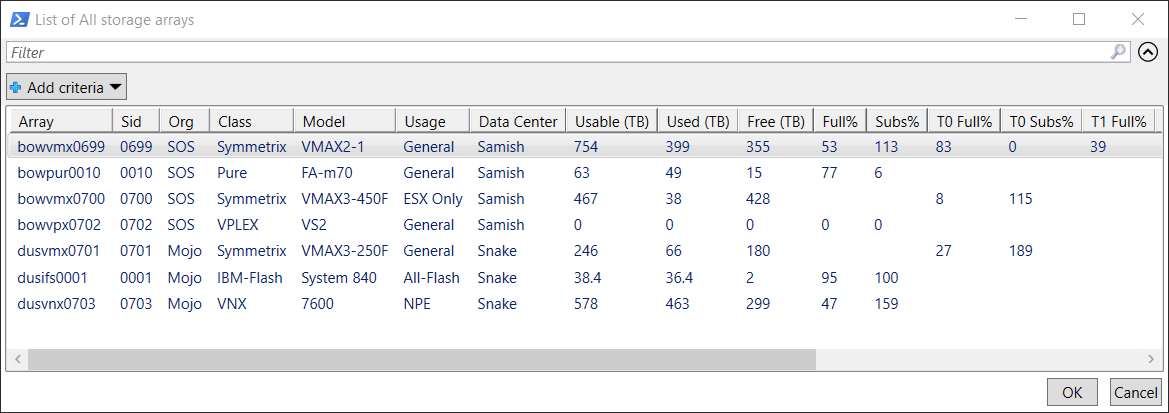 List of All storage arrays
Filter
Add criteria
Array Sid Org Class Model Usage Data Center Usable (TB) Used (TB) Free (TB) Full% Subs% T0 Full% T0 Subs% T1 Full%
bowvmx0699 0699 SOS Symmetrix VMAX2-1 General Samish 754 399 355 53 113 83 0 39
bowpur0010 0010 SOS Pure FA-m70 General Samish 63 49 15 77 6
bowvmx0700 0700 SOS Symmetrix VMAX3-450F ESX Only Samish 467 38 428 8 115
bowvpx0702 0702 SOS VPLEX VS2 General Samish 0 0 0 0 0
dusvmx0701 0701 Mojo Symmetrix VMAX3-250F General Snake 246 66 180 27 189
dusifs0001 0001 Mojo IBM-Flash System 840 All-Flash Snake 38.4 36.4 2 95 100
dusvnx0703 0703 Mojo VNX 7600 NPE Snake 578 463 299 47 159
OK Cancel